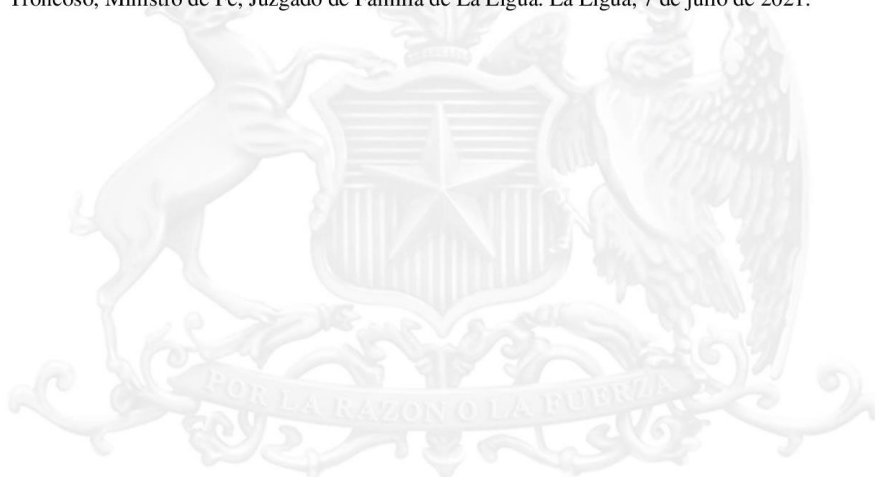 Troncoso, Ministro de Fe, Juzgado de Familia de La Ligua. La Ligua, 7 de julio de 2021.
POR LA RAZON O LA FUERZA